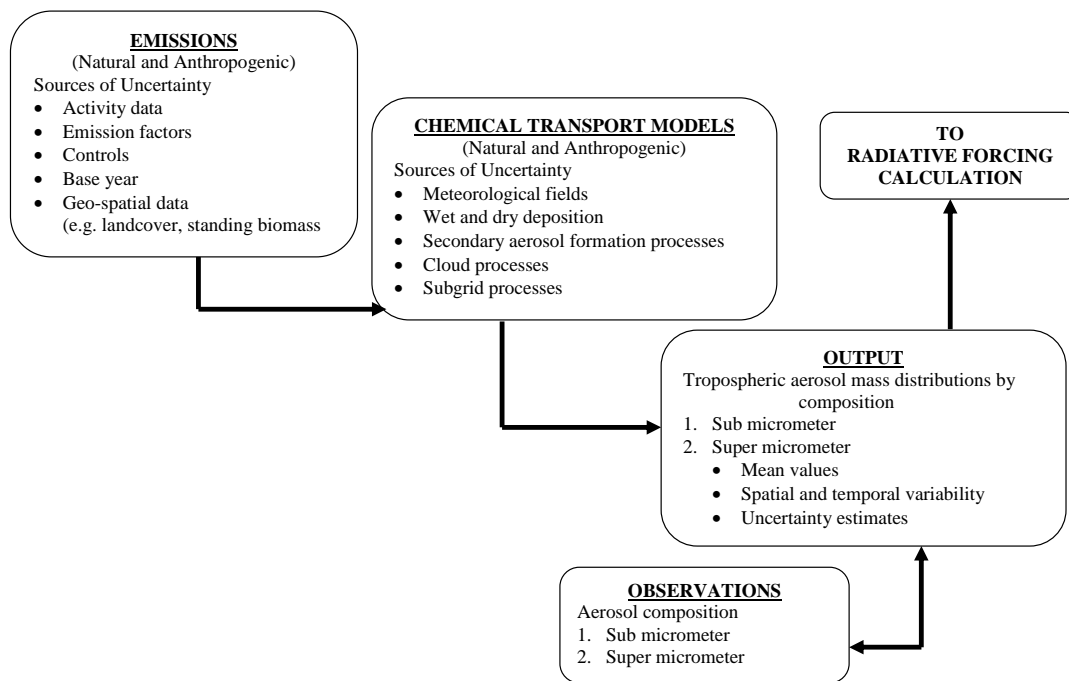 EMISSIONS
(Natural and Anthropogenic)
Sources of Uncertainty
• Activity data
• Emission factors
• Controls
• Base year
• Geo-spatial data
(e.g. landcover, standing biomass
CHEMICAL TRANSPORT MODELS
(Natural and Anthropogenic)
Sources of Uncertainty
• Meteorological fields
• Wet and dry deposition
• Secondary aerosol formation processes
• Cloud processes
• Subgrid processes
TO
RADIATIVE FORCING
CALCULATION
OUTPUT
Tropospheric aerosol mass distributions by
composition
1. Sub micrometer
2. Super micrometer
• Mean values
• Spatial and temporal variability
• Uncertainty estimates
OBSERVATIONS
Aerosol composition
1. Sub micrometer
2. Super micrometer